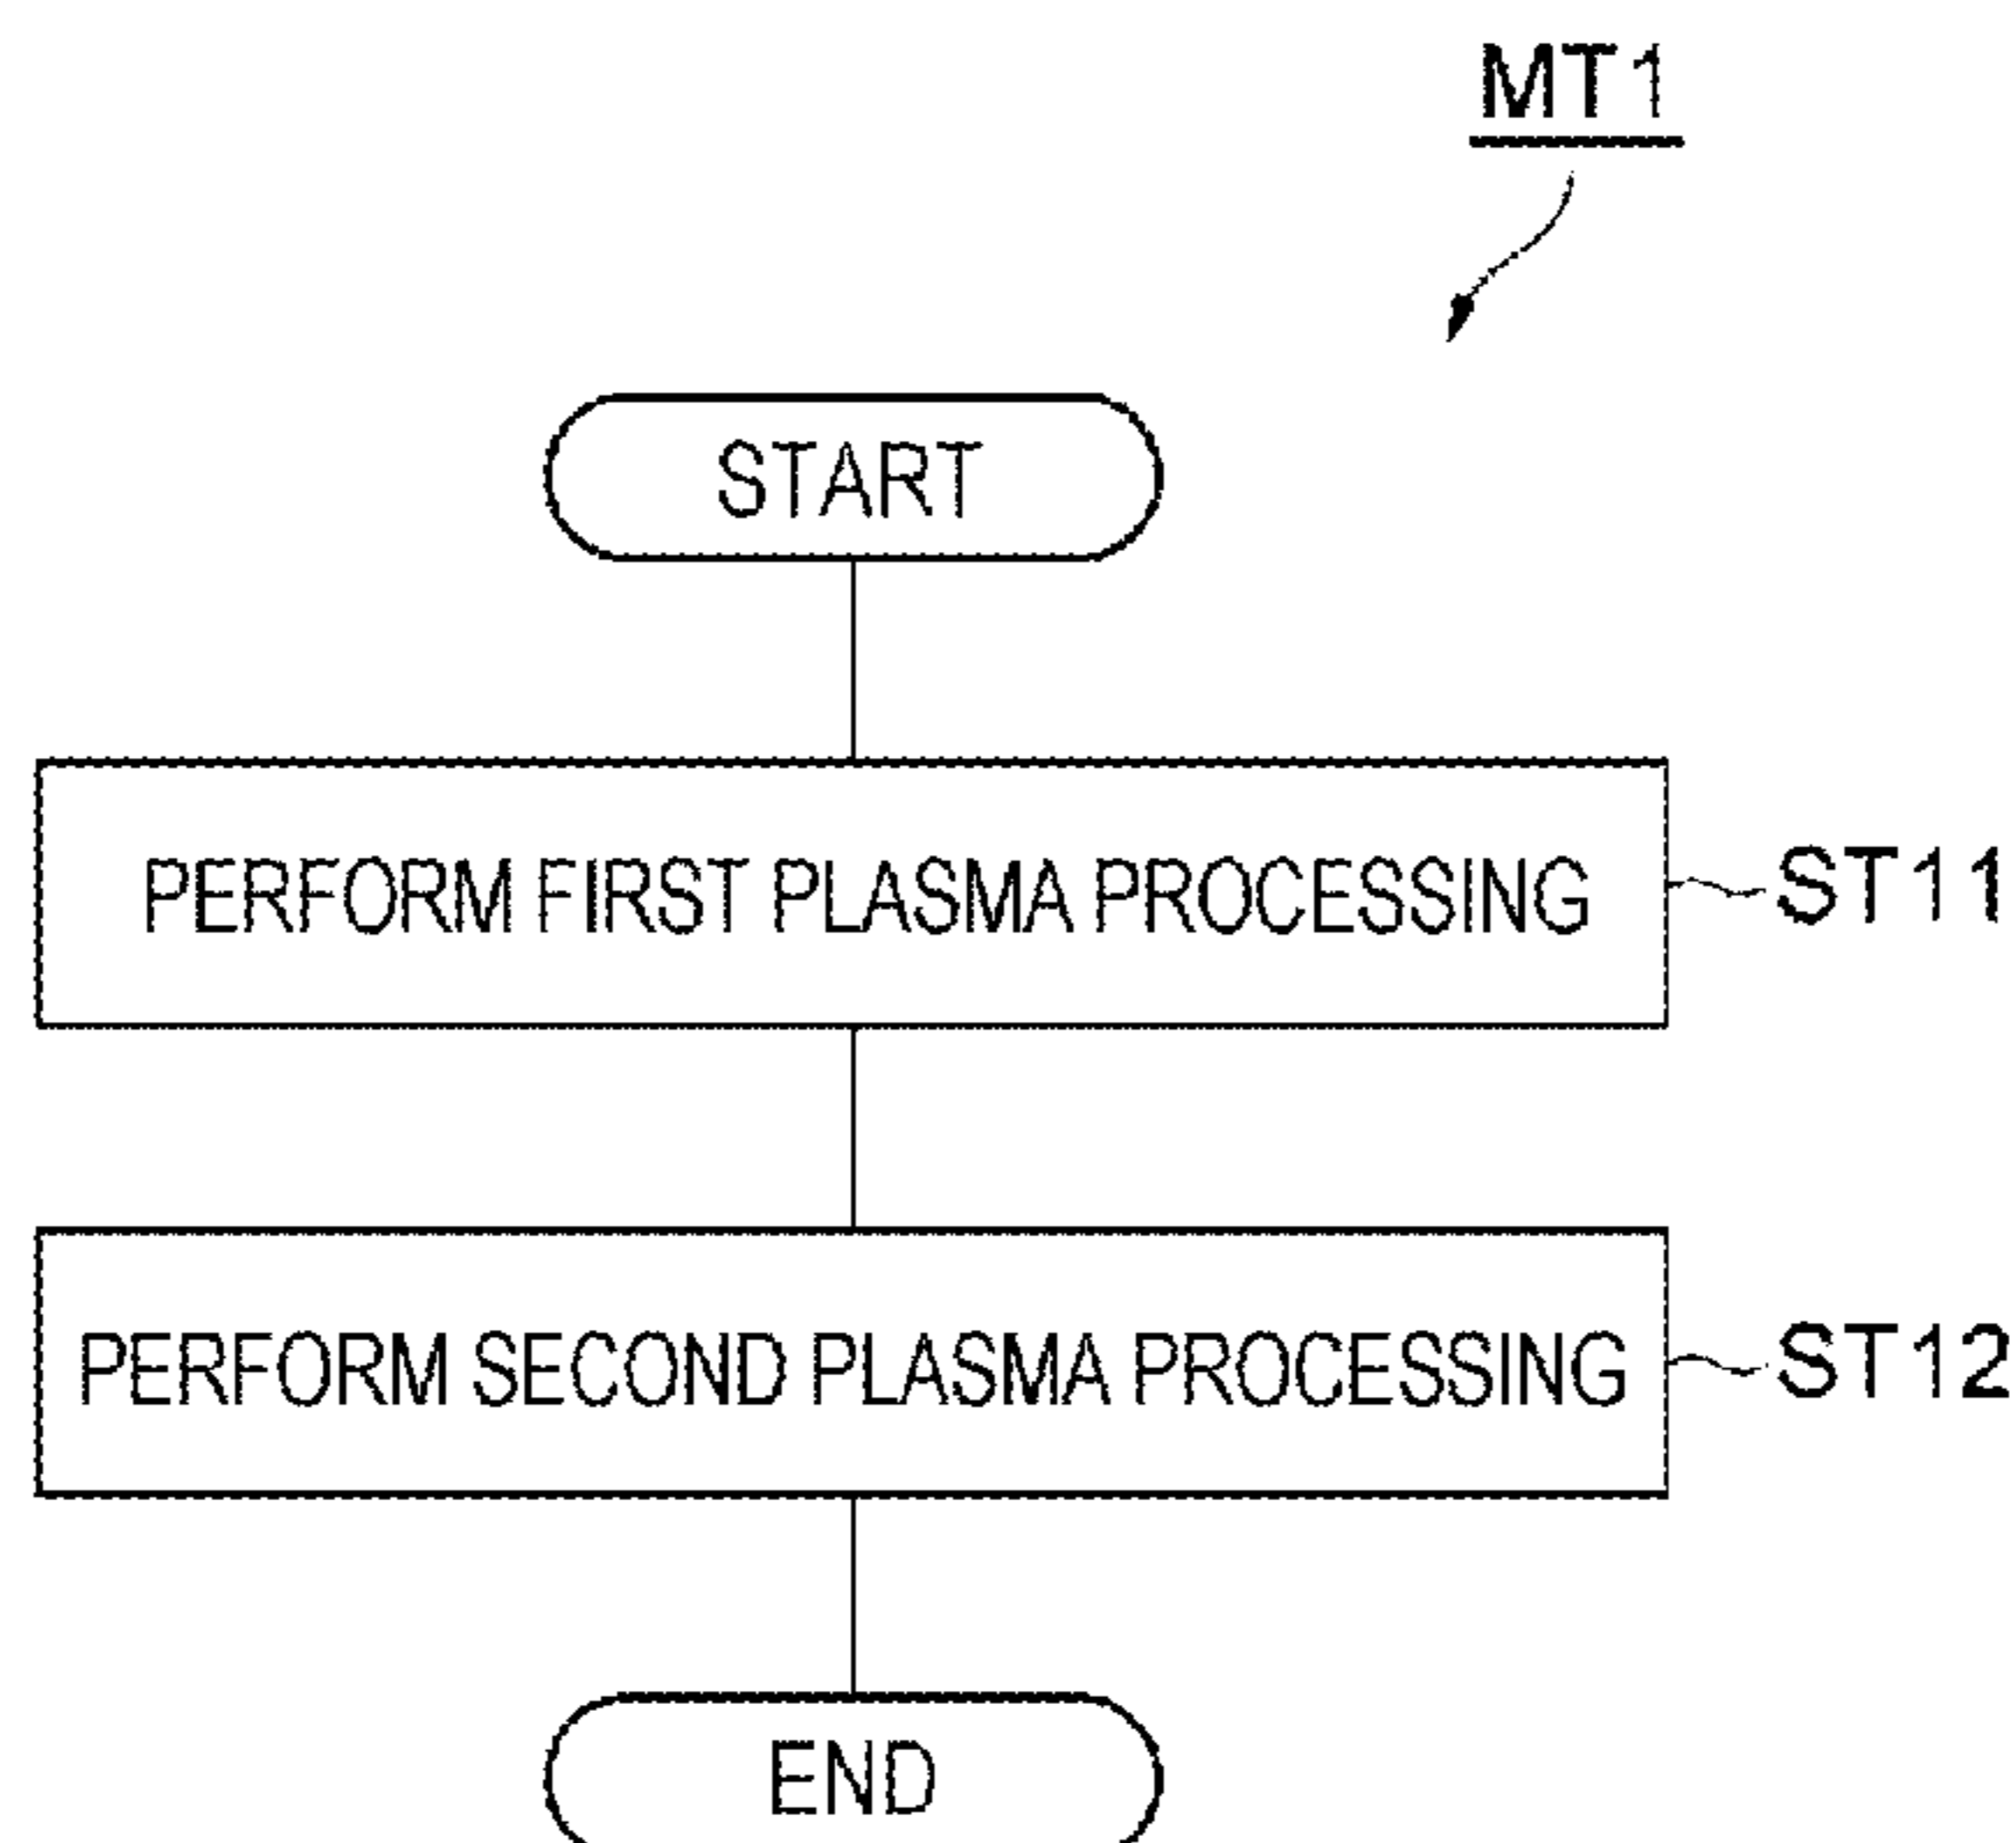 MT1
START
PERFORM FIRST PLASMA PROCESSING
ST11
PERFORM SECOND PLASMA PROCESSING
ST12
END